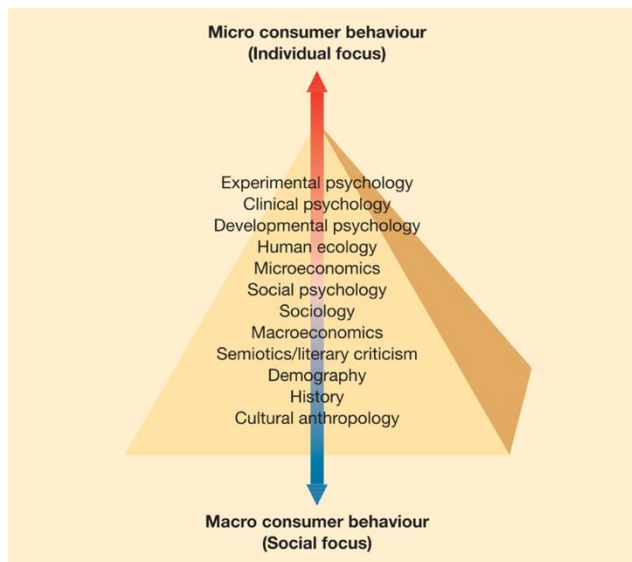 Micro consumer behaviour
(Individual focus)
Experimental psychology
Clinical psychology
Developmental psychology
Human ecology
Microeconomics
Social psychology
Sociology
Macroeconomics
Semiotics/literary criticism
Demography
History
Cultural anthropology
Macro consumer behaviour
(Social focus)